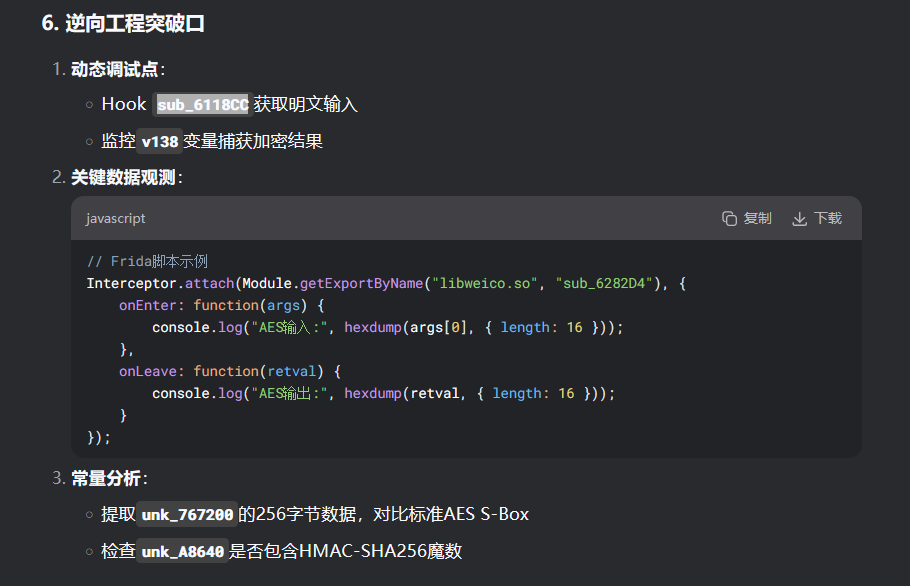 6. 逆向工程突破口
1. 动态调试点:
○ Hook sub_6118CC 获取明文输入
○ 监控 v138 变量捕获加密结果
2. 关键数据观测:
javascript 复制 下载
// Frida脚本示例
Interceptor.attach(Module.getExportByName("libweico.so", "sub_6282D4"), {
    onEnter: function(args) {
        console.log("AES输入:", hexdump(args[0], { length: 16 }));
    },
    onLeave: function(retval) {
        console.log("AES输出:", hexdump(retval, { length: 16 }));
    }
});
3. 常量分析:
○ 提取 unk_767200 的256字节数据，对比标准AES S-Box
○ 检查 unk_A8640 是否包含HMAC-SHA256魔数